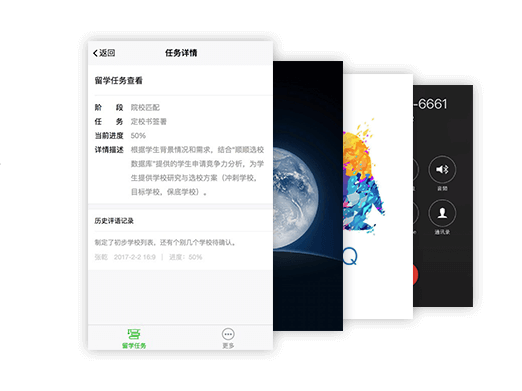 返回
任务详情
留学任务查看
阶 段 院校匹配
任 务 定校书签署
当前进度 50%
详情描述 根据学生背景情况和需求，结合“顺顺选校
数据库”提供的学生申请竞争力分析，为学
生提供学校研究与选校方案（冲刺学校，
目标学校，保底学校）。
历史评语记录
制定了初步学校列表，还有个别几个学校待确认。
2017-2-2 16:9 | 进度：50%
留学任务
更多
Q
-6661
音频
通讯录